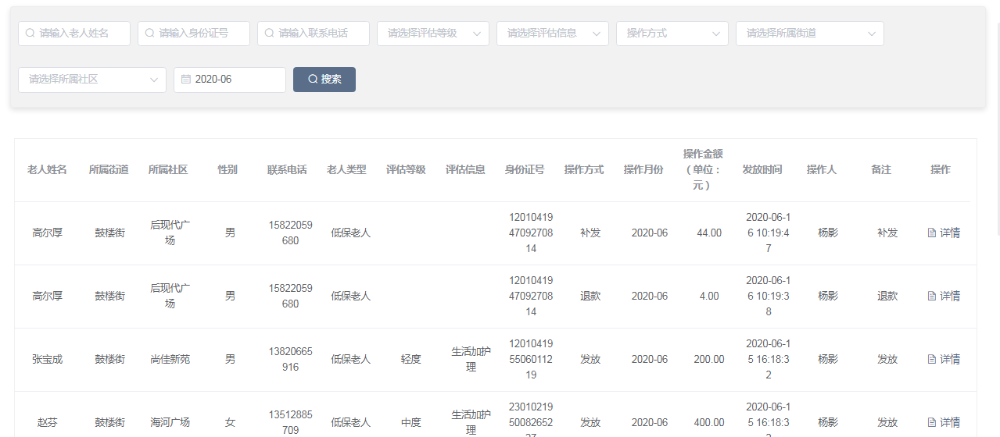 请输入老人姓名 请输入身份证号 请输入联系电话 请选择评估等级 请选择评估信息 操作方式 请选择所属街道
请选择所属社区 2020-06 搜索
老人姓名 所属街道 所属社区 性别 联系电话 老人类型 评估等级 评估信息 身份证号 操作方式 操作月份 操作金额（单位：元） 发放时间 操作人 备注 操作
高尔厚 鼓楼街 后现代广场 男 15822059680 低保老人 120104194709270814 补发 2020-06 44.00 2020-06-16 10:19:47 杨影 补发 详情
高尔厚 鼓楼街 后现代广场 男 15822059680 低保老人 120104194709270814 退款 2020-06 4.00 2020-06-16 10:19:38 杨影 退款 详情
张宝成 鼓楼街 尚佳新苑 男 13820665916 低保老人 轻度 生活加护理 120104195506011219 发放 2020-06 200.00 2020-06-15 16:18:32 杨影 发放 详情
赵芬 鼓楼街 海河广场 女 13512885709 低保老人 中度 生活加护理 2301021950082652 发放 2020-06 400.00 2020-06-15 16:18:3 杨影 发放 详情